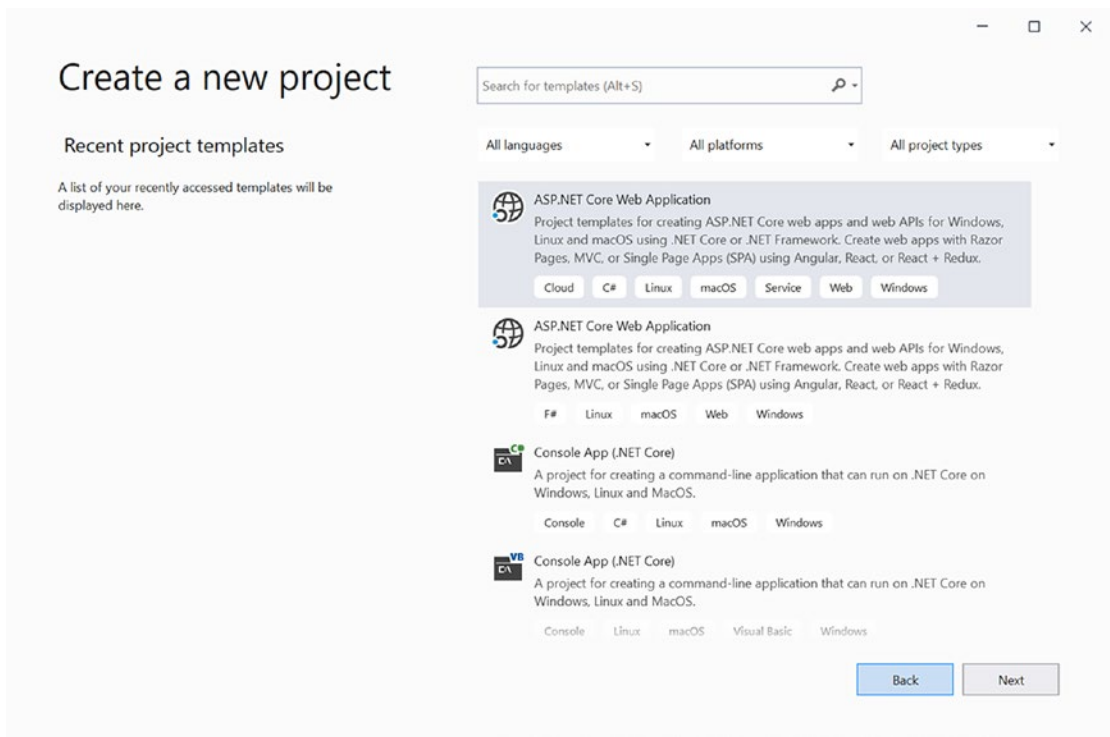 Create a new project
Search for templates (Alt+S)
Recent project templates
All languages
All platforms
All project types
A list of your recently accessed templates will be
displayed here.
ASP.NET Core Web Application
Project templates for creating ASP.NET Core web apps and web APIs for Windows,
Linux and macOS using .NET Core or .NET Framework. Create web apps with Razor
Pages, MVC, or Single Page Apps (SPA) using Angular, React, or React + Redux.
Cloud C# Linux macOS Service Web Windows
ASP.NET Core Web Application
Project templates for creating ASP.NET Core web apps and web APIs for Windows,
Linux and macOS using .NET Core or .NET Framework. Create web apps with Razor
Pages, MVC, or Single Page Apps (SPA) using Angular, React, or React + Redux.
F# Linux macOS Web Windows
C#
Console App (.NET Core)
A project for creating a command-line application that can run on .NET Core on
Windows, Linux and MacOS.
Console C# Linux macOS Windows
VB
Console App (.NET Core)
A project for creating a command-line application that can run on .NET Core on
Windows, Linux and MacOS.
Console Linux macOS Visual Basic Windows
Back
Next